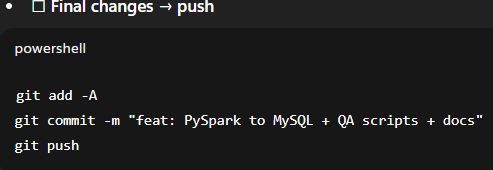 • ☐ Final changes → push
powershell
git add -A
git commit -m "feat: PySpark to MySQL + QA scripts + docs"
git push